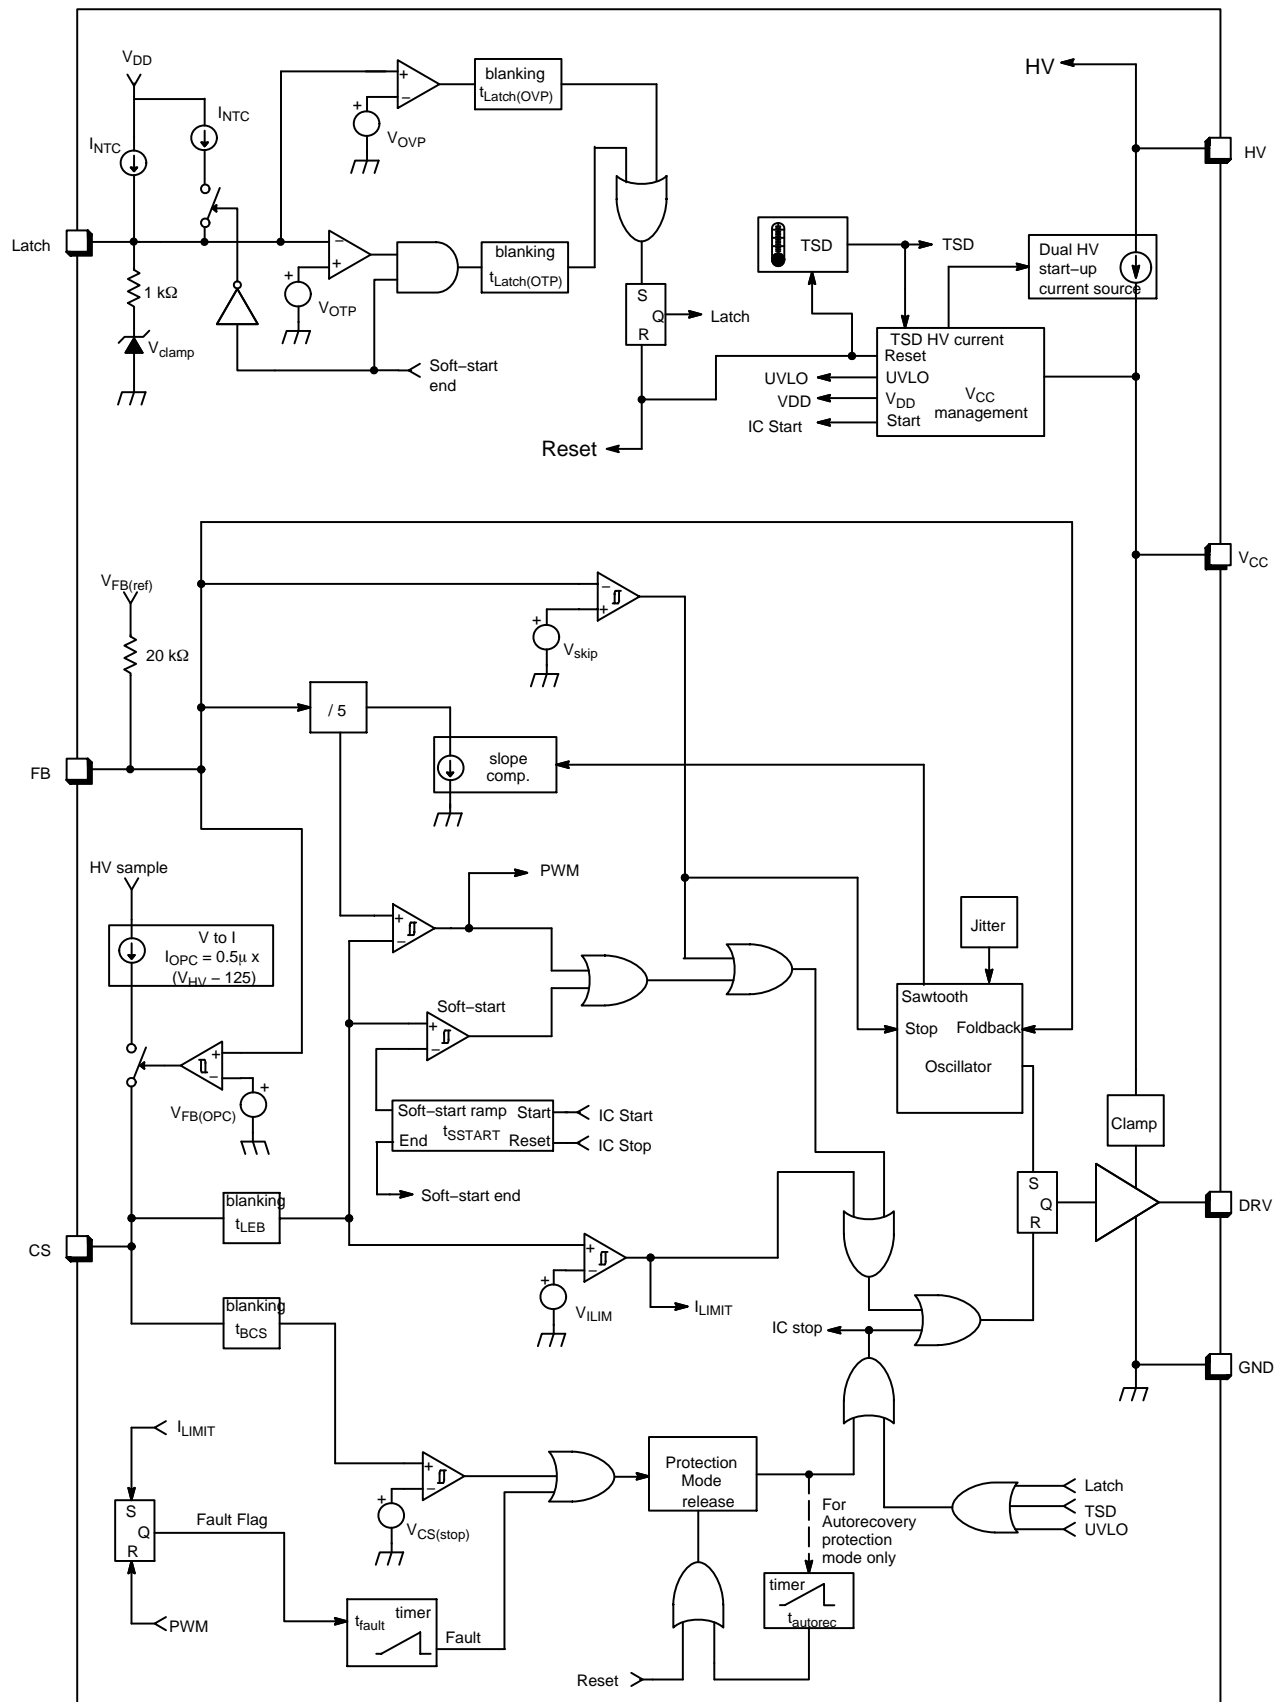 V_DD
HV
blanking
t_Latch(OVP)
+
−
+
I_NTC
I_NTC
V_OVP
HV
Latch
−
+
blanking
t_Latch(OTP)
TSD
TSD
Dual HV
start−up
current source
1 kΩ
+
V_OTP
S
Q
R
Latch
V_clamp
Soft−start
end
TSD HV current
Reset
UVLO
UVLO
VDD
V_DD
V_CC
management
IC Start
Start
Reset
V_CC
V_FB(ref)
−
+
+
20 kΩ
V_skip
/ 5
slope
comp.
FB
HV sample
PWM
+
−
Jitter
V to I
I_OPC = 0.5μ x
(V_HV − 125)
Sawtooth
Soft−start
+
−
Stop
Foldback
Oscillator
+
−
+
V_FB(OPC)
Soft−start ramp
Start
IC Start
t_SSTART
End
Reset
IC Stop
Clamp
Soft−start end
S
Q
R
DRV
blanking
t_LEB
CS
+
−
+
V_ILIM
I_LIMIT
blanking
t_BCS
IC stop
GND
I_LIMIT
+
−
+
Protection
Mode
release
Latch
TSD
UVLO
For
Autorecovery
protection
mode only
S
Q
R
Fault Flag
V_CS(stop)
timer
t_autorec
PWM
t_fault
timer
Fault
Reset